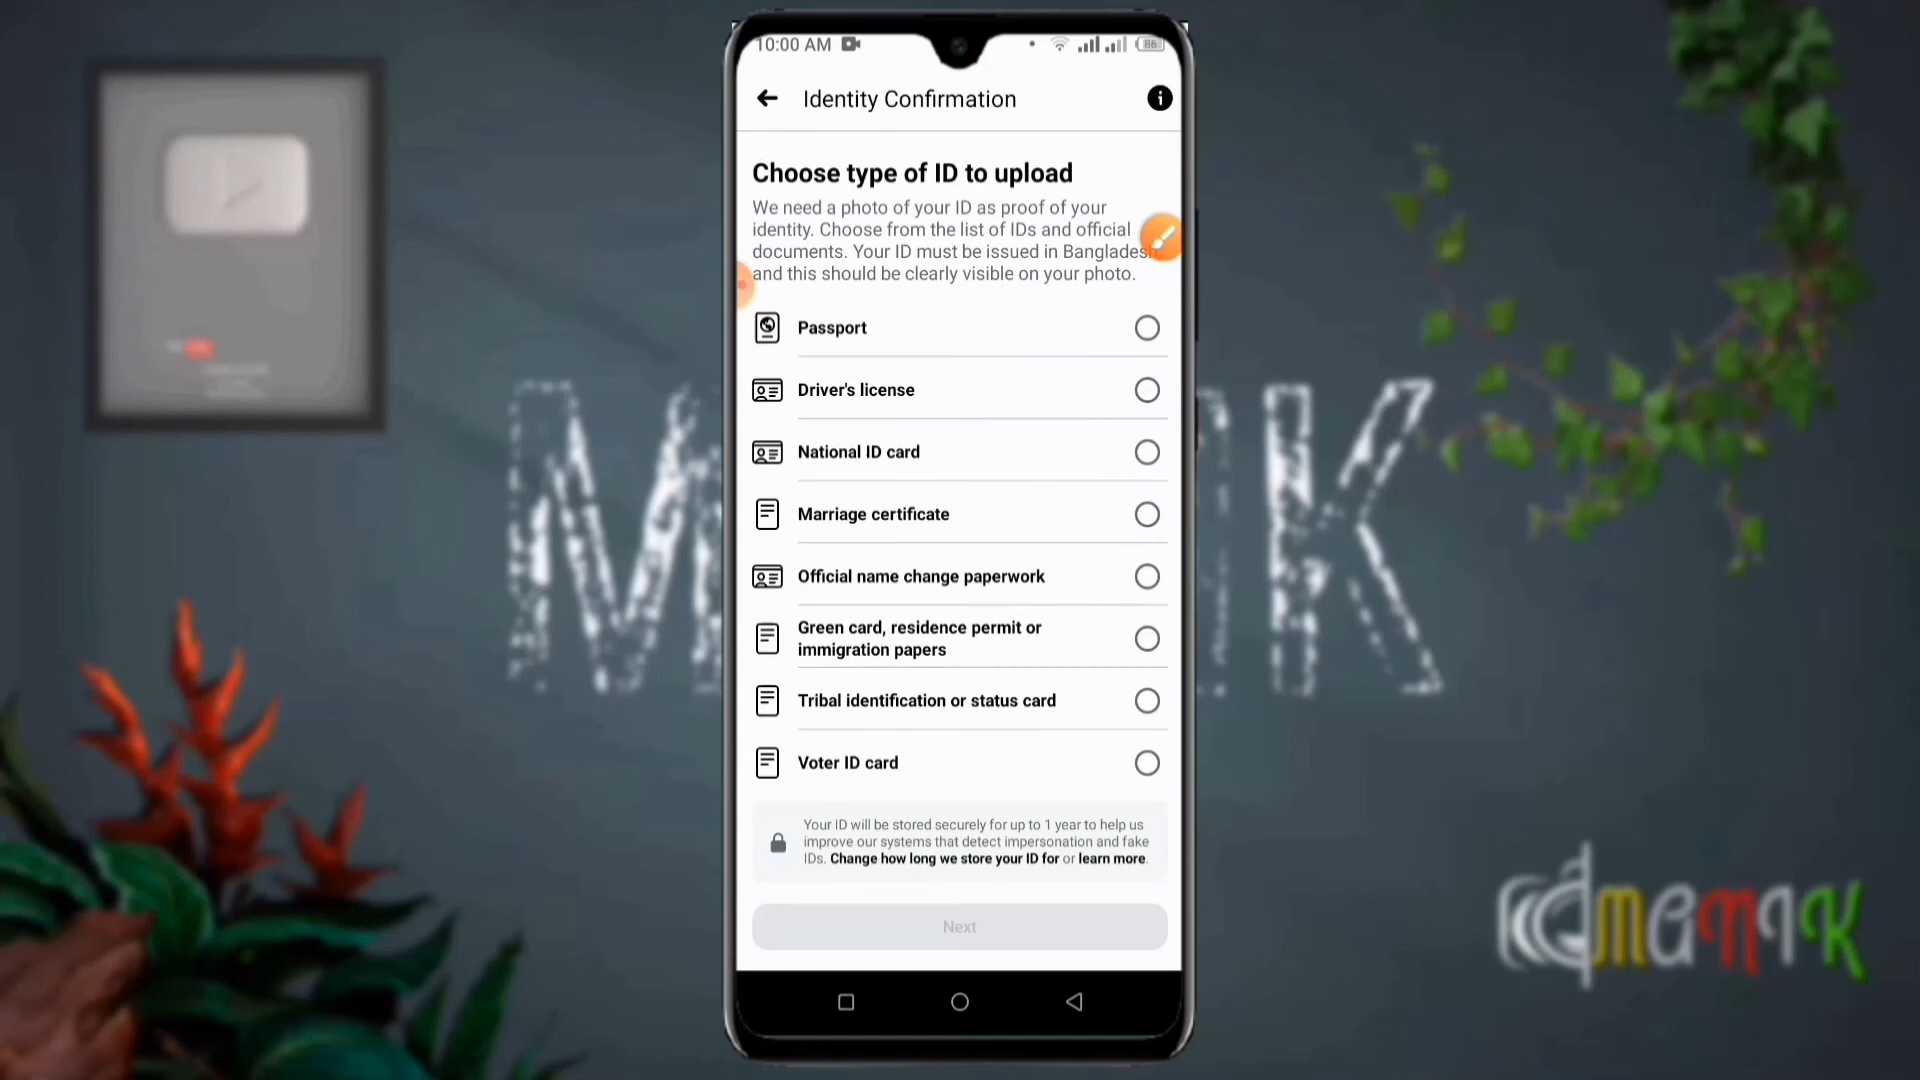 10:00 AM
86
Identity Confirmation
Choose type of ID to upload
We need a photo of your ID as proof of your
identity. Choose from the list of IDs and official
documents. Your ID must be issued in Bangladesh
and this should be clearly visible on your photo.
Passport
Driver's license
National ID card
Marriage certificate
Official name change paperwork
Green card, residence permit or
immigration papers
Tribal identification or status card
Voter ID card
Your ID will be stored securely for up to 1 year to help us
improve our systems that detect impersonation and fake
IDs. Change how long we store your ID for or learn more.
Next
M
K
MANIK